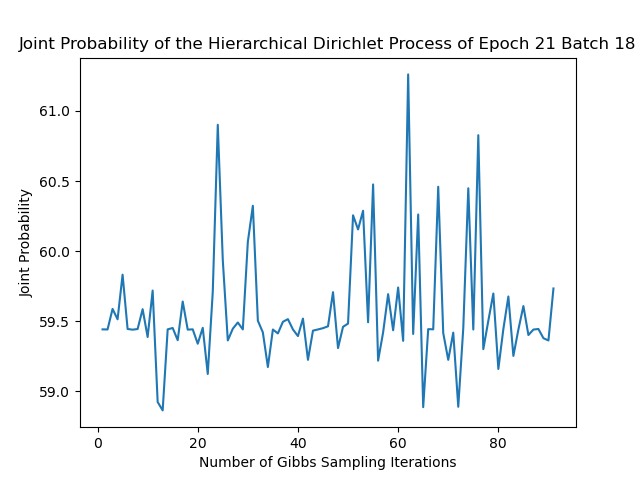 Joint Probability of the Hierarchical Dirichlet Process of Epoch 21 Batch 18
61.0
60.5
60.0
59.5
59.0
Joint Probability
0 20 40 60 80
Number of Gibbs Sampling Iterations